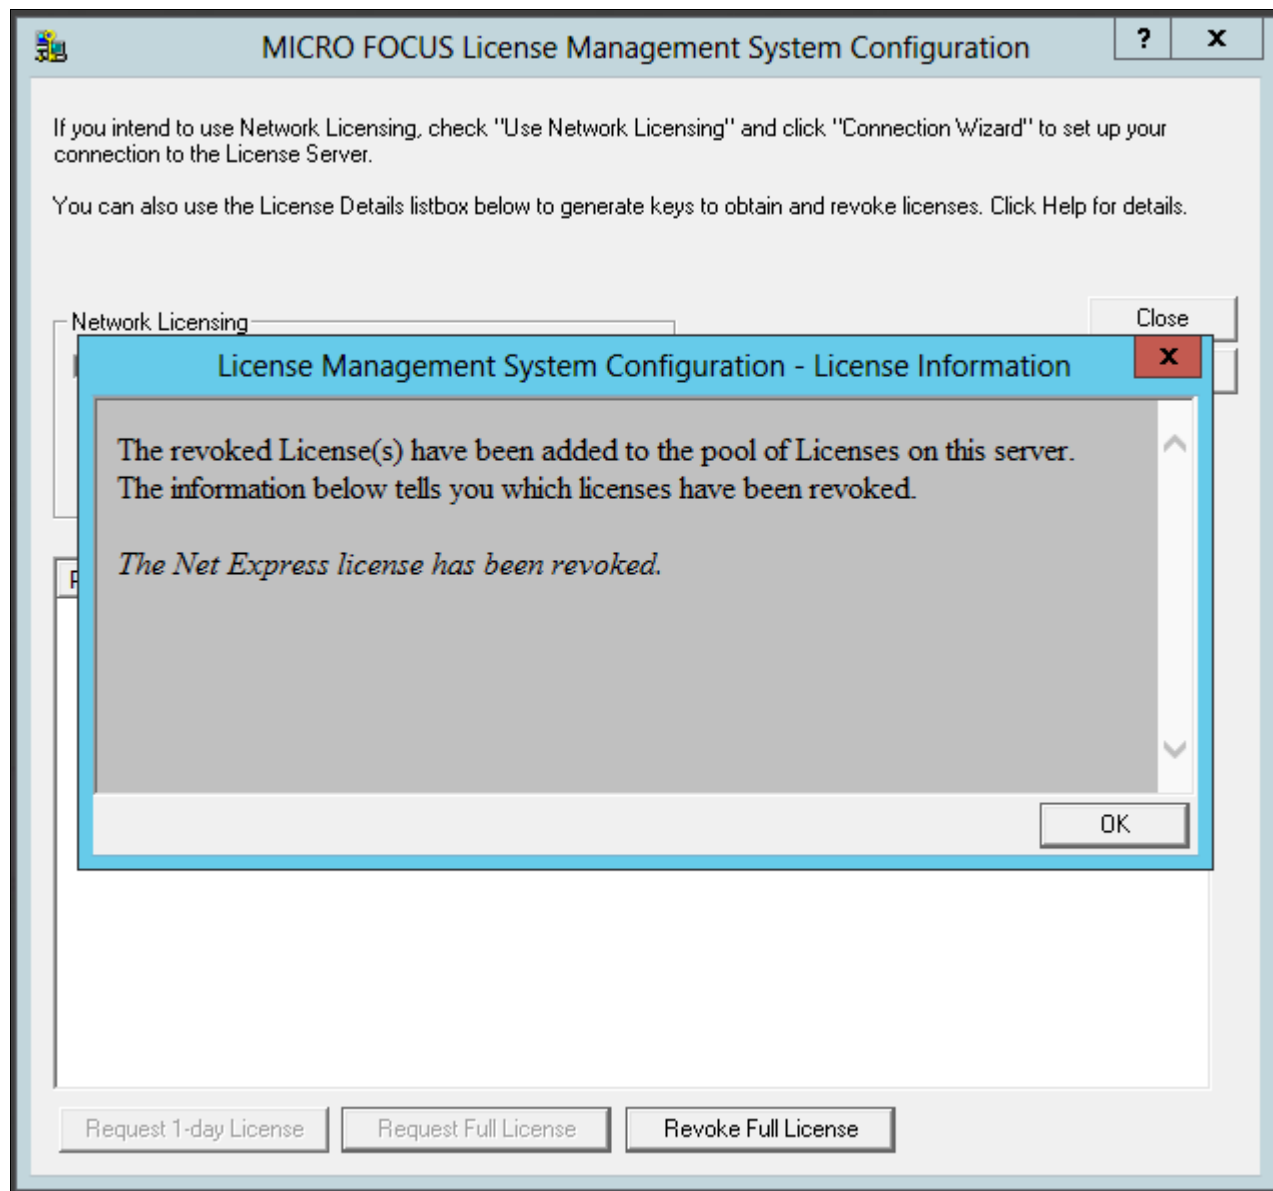 MICRO FOCUS License Management System Configuration
?
x
If you intend to use Network Licensing, check "Use Network Licensing" and click "Connection Wizard" to set up your
connection to the License Server.
You can also use the License Details listbox below to generate keys to obtain and revoke licenses. Click Help for details.
Network Licensing
Close
License Management System Configuration - License Information
x
The revoked License(s) have been added to the pool of Licenses on this server.
The information below tells you which licenses have been revoked.
The Net Express license has been revoked.
OK
Request 1-day License
Request Full License
Revoke Full License